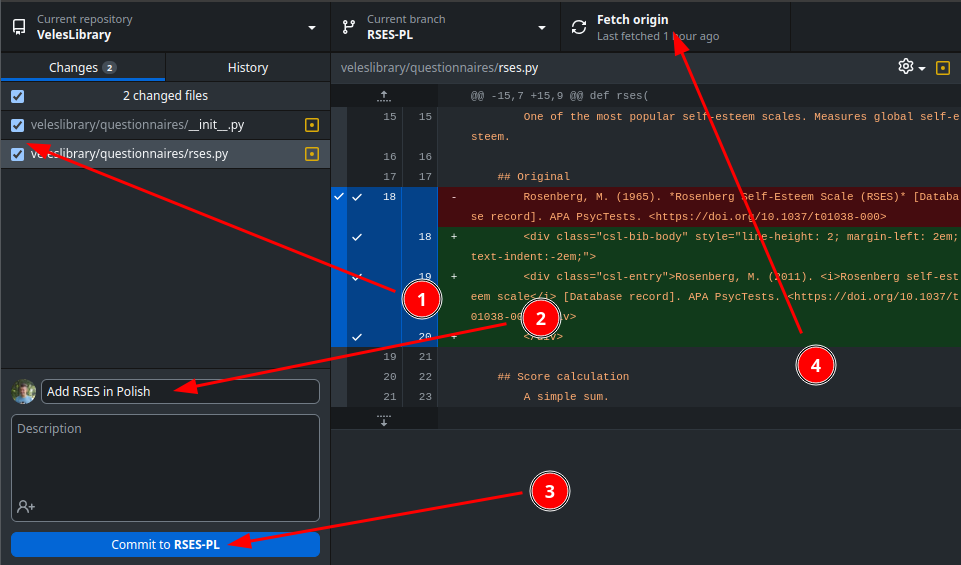 Current repository
VelesLibrary
Current branch
RSES-PL
Fetch origin
Last fetched 1 hour ago
Changes 2
History
2 changed files
veleslibrary/questionnaires/__init__.py
veleslibrary/questionnaires/rses.py
veleslibrary/questionnaires/rses.py
@@ -15,7 +15,9 @@ def rses(
15 15 One of the most popular self-esteem scales. Measures global self-e
steem.
16 16
17 17 ## Original
18 - Rosenberg, M. (1965). *Rosenberg Self-Esteem Scale (RSES)* [Databa
se record]. APA PsycTests. <https://doi.org/10.1037/t01038-000>
18 + <div class="csl-bib-body" style="line-height: 2; margin-left: 2em;
text-indent:-2em;">
19 + <div class="csl-entry">Rosenberg, M. (2011). <i>Rosenberg self-est
eem scale</i> [Database record]. APA PsycTests. <https://doi.org/10.1037/t
01038-00
20 + </div>
19 21
20 22 ## Score calculation
21 23 A simple sum.
1
2
3
4
Add RSES in Polish
Description
Commit to RSES-PL